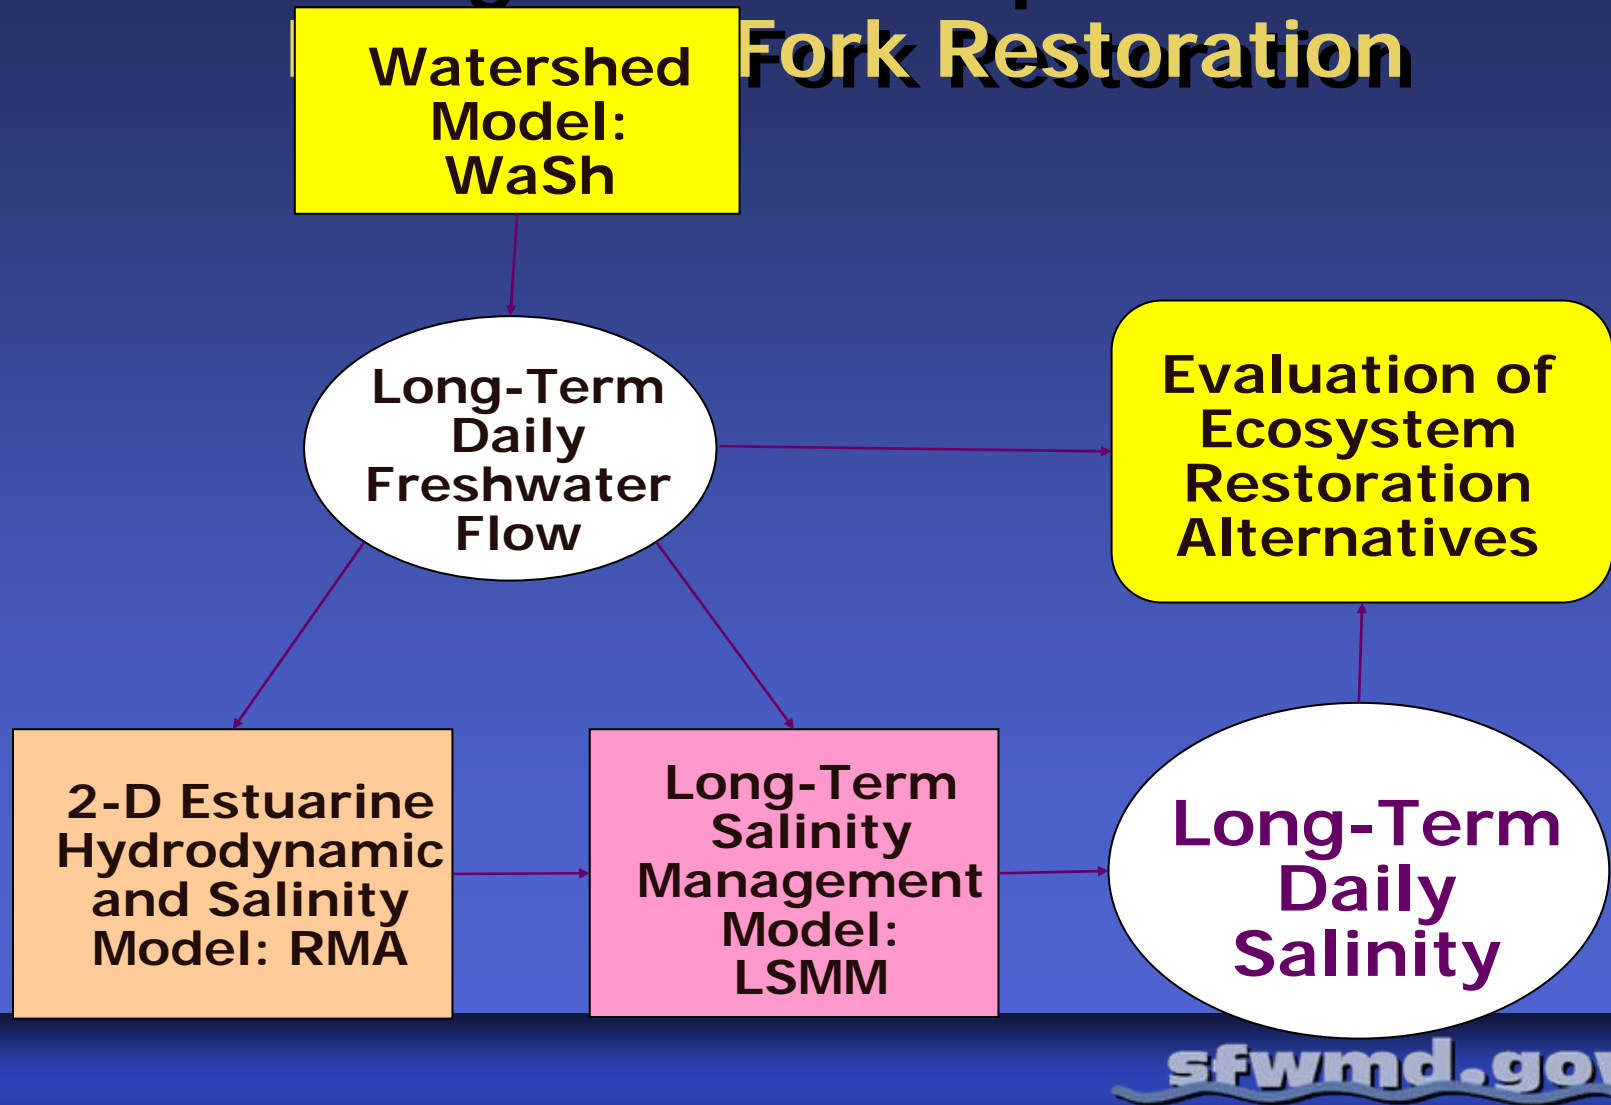 Fork Restoration
Watershed
Model:
WaSh
Long-Term
Daily
Freshwater
Flow
Evaluation of
Ecosystem
Restoration
Alternatives
2-D Estuarine
Hydrodynamic
and Salinity
Model: RMA
Long-Term
Salinity
Management
Model:
LSMM
Long-Term
Daily
Salinity
sfwmd.gov